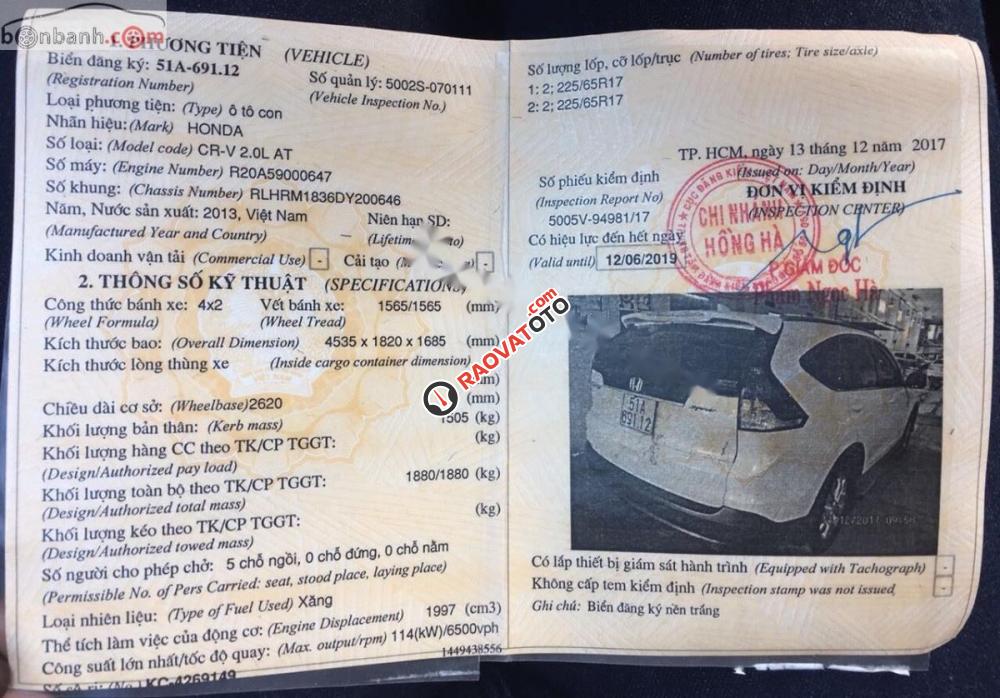 bonbanh.com
1. PHƯƠNG TIỆN (VEHICLE)
Biển đăng ký: 51A-691.12
(Registration Number)
Số quản lý: 5002S-070111
(Vehicle Inspection No.)
Loại phương tiện: (Type) ô tô con
Nhãn hiệu: (Mark) HONDA
Số loại: (Model code) CR-V 2.0L AT
Số máy: (Engine Number) R20A59000647
Số khung: (Chassis Number) RLHRM1836DY200646
Năm, Nước sản xuất: 2013, Việt Nam Niên hạn SD:
(Manufactured Year and Country) (Lifetime
Kinh doanh vận tải (Commercial Use) - Cải tạo -
2. THÔNG SỐ KỸ THUẬT (SPECIFICATIONS)
Công thức bánh xe: 4x2 Vết bánh xe: 1565/1565 (mm)
(Wheel Formula) (Wheel Tread)
Kích thước bao: (Overall Dimension) 4535 x 1820 x 1685 (mm)
Kích thước lòng thùng xe (Inside cargo container dimension)
(mm)
Chiều dài cơ sở: (Wheelbase) 2620 (mm)
Khối lượng bản thân: (Kerb mass) 1505 (kg)
Khối lượng hàng CC theo TK/CP TGGT: (kg)
(Design/Authorized pay load)
Khối lượng toàn bộ theo TK/CP TGGT: 1880/1880 (kg)
(Design/Authorized total mass)
Khối lượng kéo theo TK/CP TGGT: (kg)
(Design/Authorized towed mass)
Số người cho phép chở: 5 chỗ ngồi, 0 chỗ đứng, 0 chỗ nằm
(Permissible No. of Pers Carried: seat, stood place, laying place)
Loại nhiên liệu: (Type of Fuel Used) Xăng
Thể tích làm việc của động cơ: (Engine Displacement) 1997 (cm3)
Công suất lớn nhất/tốc độ quay: (Max. output/rpm) 114(kW)/6500vph
1449438556
Số sê ri: (No.) KC-4269149
Số lượng lốp, cỡ lốp/trục (Number of tires; Tire size/axle)
1: 2; 225/65R17
2: 2; 225/65R17
TP. HCM, ngày 13 tháng 12 năm 2017
(Issued on: Day/Month/Year)
Số phiếu kiểm định
(Inspection Report No)
5005V-94981/17
ĐƠN VỊ KIỂM ĐỊNH
(INSPECTION CENTER)
CHI NHÁNH
HỒNG HÀ
Có hiệu lực đến hết ngày
(Valid until) 12/06/2019
P.GIÁM ĐỐC
Phạm Ngọc Hà
RAOVATOTO.com
51A
691.12
Có lắp thiết bị giám sát hành trình (Equipped with Tachograph) -
Không cấp tem kiểm định (Inspection stamp was not issued) -
Ghi chú: Biển đăng ký nền trắng